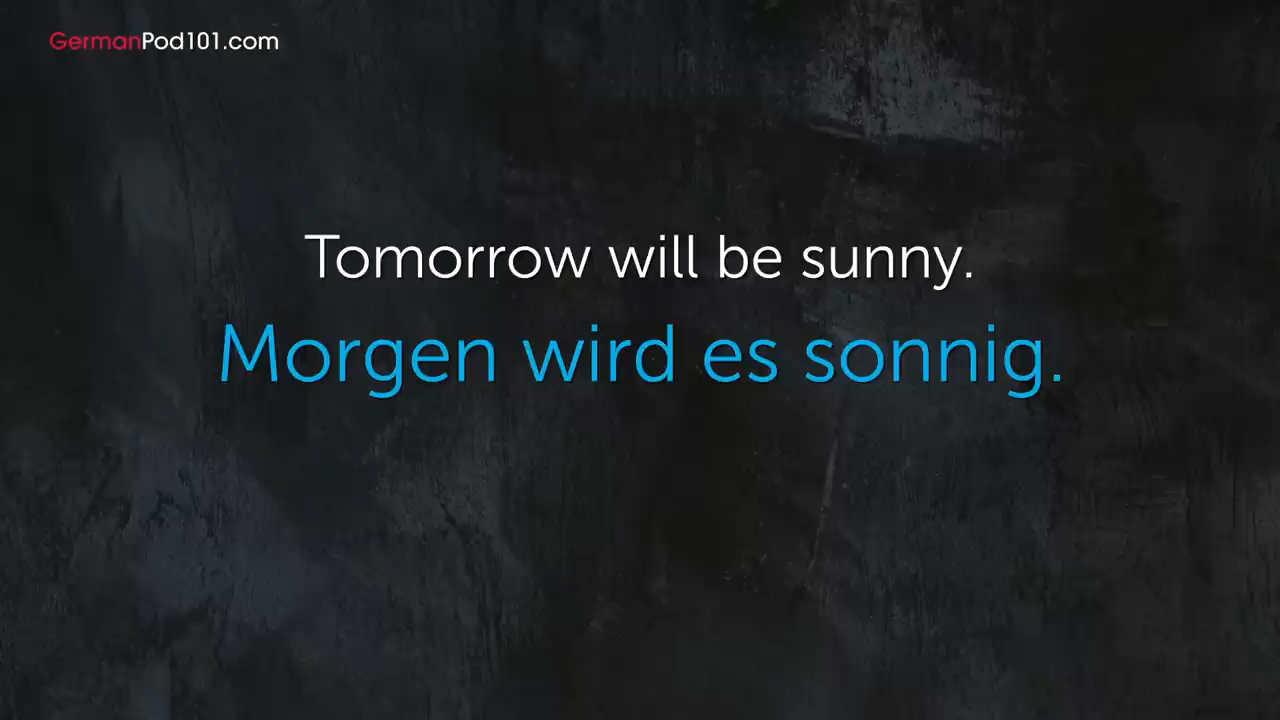 GermanPod101.com
Tomorrow will be sunny.
Morgen wird es sonnig.